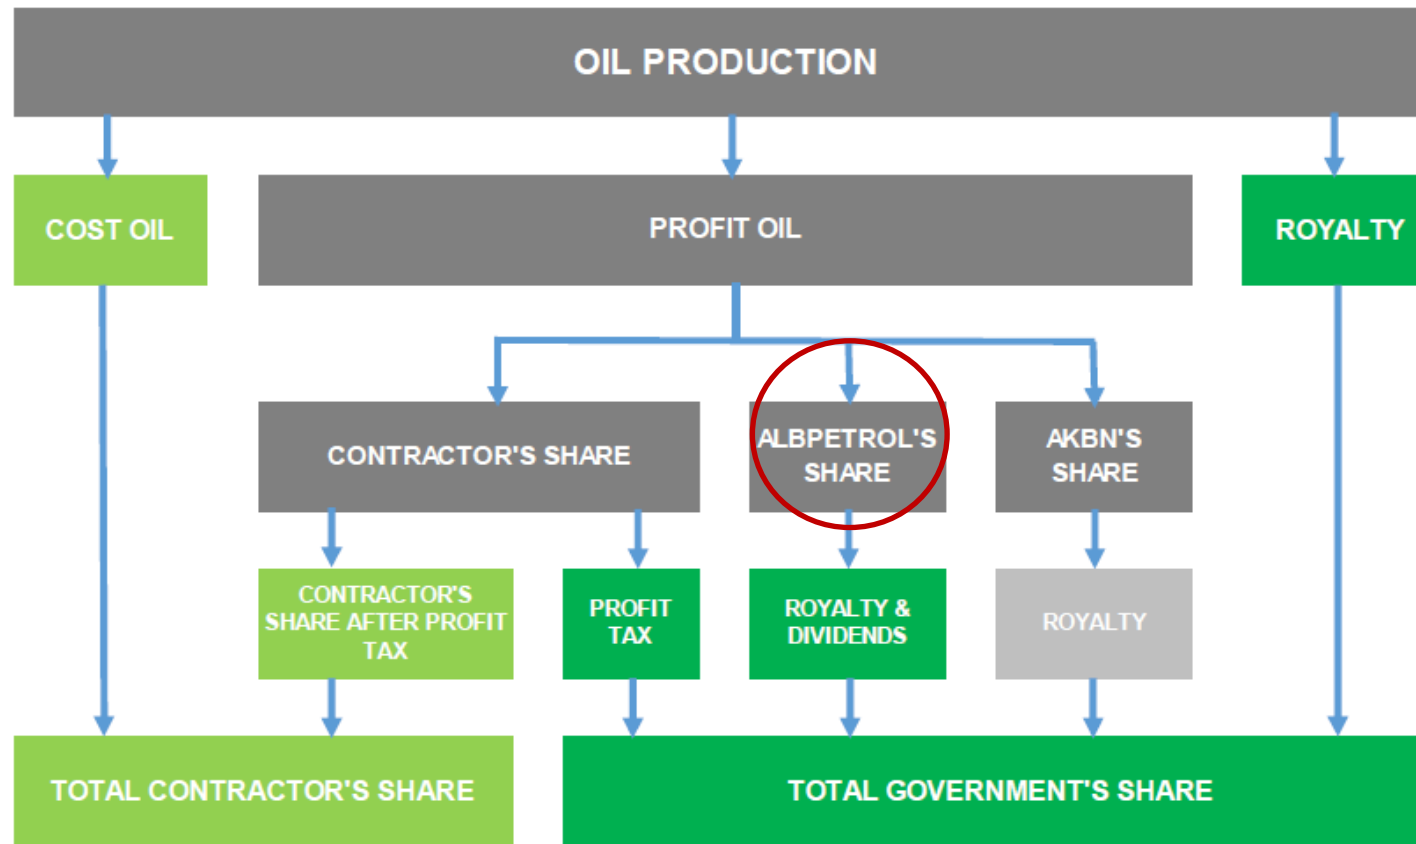 OIL PRODUCTION
COST OIL
PROFIT OIL
ROYALTY
CONTRACTOR'S SHARE
ALBPETROL'S
SHARE
AKBN'S
SHARE
CONTRACTOR'S
SHARE AFTER PROFIT
TAX
PROFIT
TAX
ROYALTY &
DIVIDENDS
ROYALTY
TOTAL CONTRACTOR'S SHARE
TOTAL GOVERNMENT'S SHARE